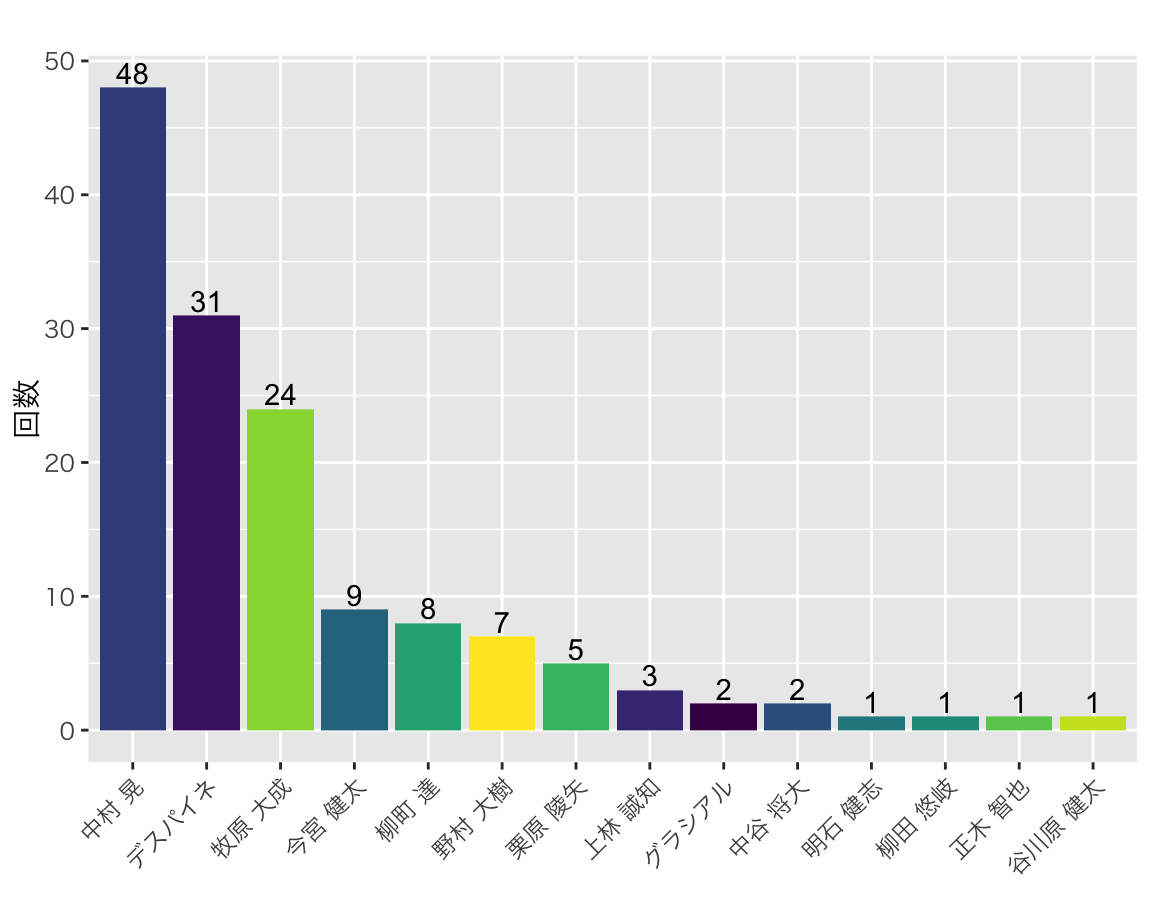 50
40
30
20
10
0
回数
48
31
24
9
8
7
5
3
2
2
1
1
1
1
中村 晃
デスパイネ
牧原 大成
今宮 健太
柳町 達
野村 大樹
栗原 陵矢
上林 誠知
グラシアル
中谷 将大
明石 健志
柳田 悠岐
正木 智也
谷川原 健太